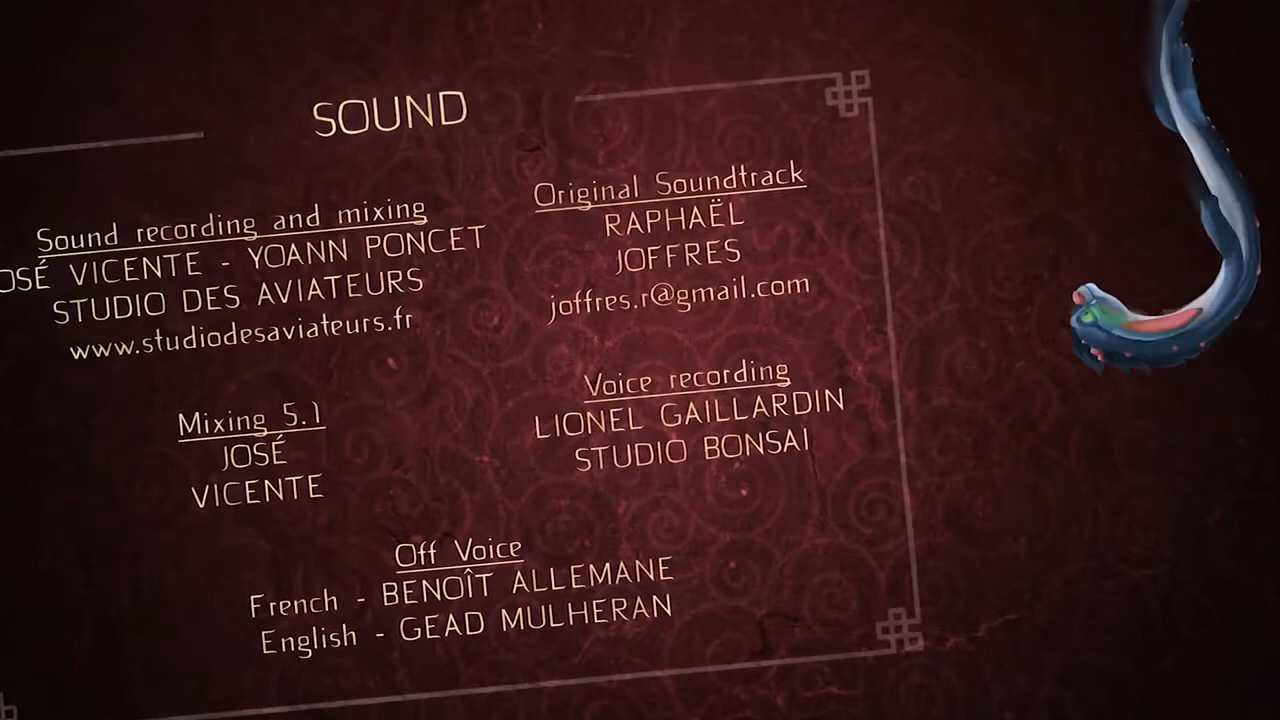 SOUND
Sound recording and mixing
OSÉ VICENTE - YOANN PONCET
STUDIO DES AVIATEURS
www.studiodesaviateurs.fr
Original Soundtrack
RAPHAËL
JOFFRES
joffres.r@gmail.com
Mixing 5.1
JOSÉ
VICENTE
Voice recording
LIONEL GAILLARDIN
STUDIO BONSAI
Off Voice
French - BENOÎT ALLEMANE
English - GEAD MULHERAN